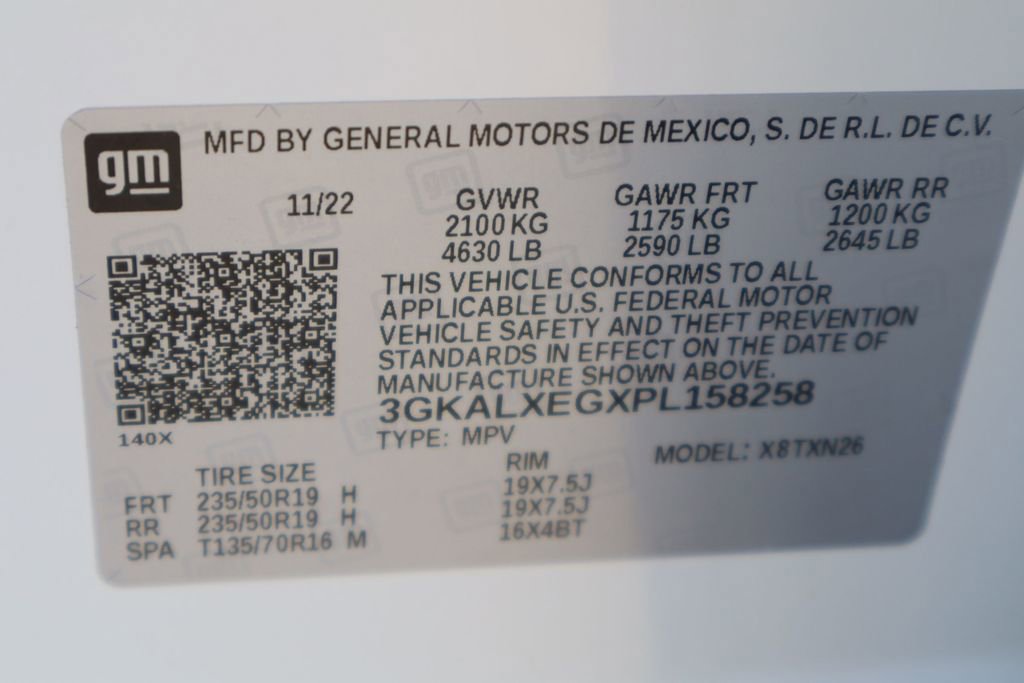 gm
MFD BY GENERAL MOTORS DE MEXICO, S. DE R.L. DE C.V.
11/22 GVWR GAWR FRT GAWR RR
2100 KG 1175 KG 1200 KG
4630 LB 2590 LB 2645 LB
THIS VEHICLE CONFORMS TO ALL
APPLICABLE U.S. FEDERAL MOTOR
VEHICLE SAFETY AND THEFT PREVENTION
STANDARDS IN EFFECT ON THE DATE OF
MANUFACTURE SHOWN ABOVE.
3GKALXEGXPL158258
140X
TYPE: MPV MODEL: X8TXN26
TIRE SIZE RIM
FRT 235/50R19 H 19X7.5J
RR 235/50R19 H 19X7.5J
SPA T135/70R16 M 16X4BT